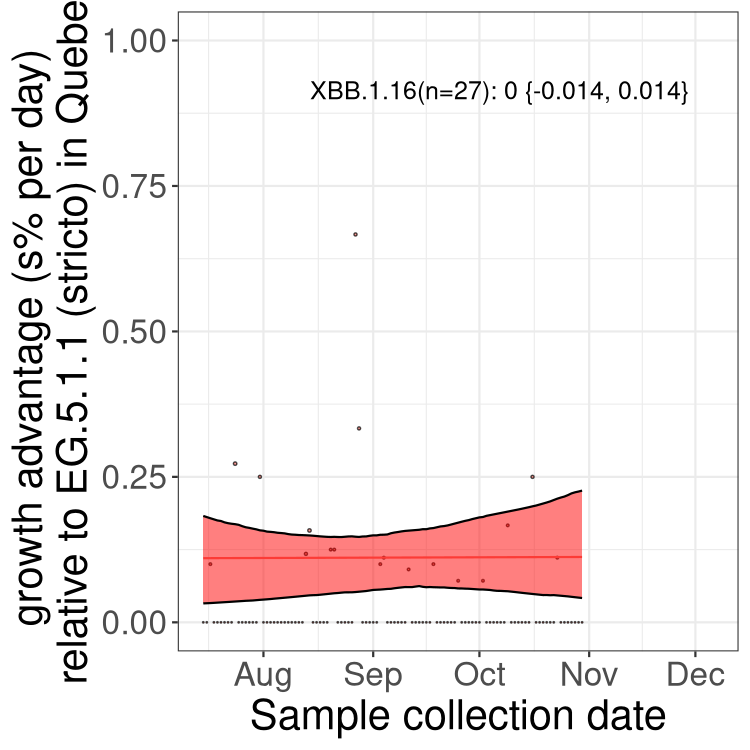 growth advantage (s% per day)
relative to EG.5.1.1 (stricto) in Quebe
1.00
0.75
0.50
0.25
0.00
XBB.1.16(n=27): 0 {-0.014, 0.014}
Aug Sep Oct Nov Dec
Sample collection date